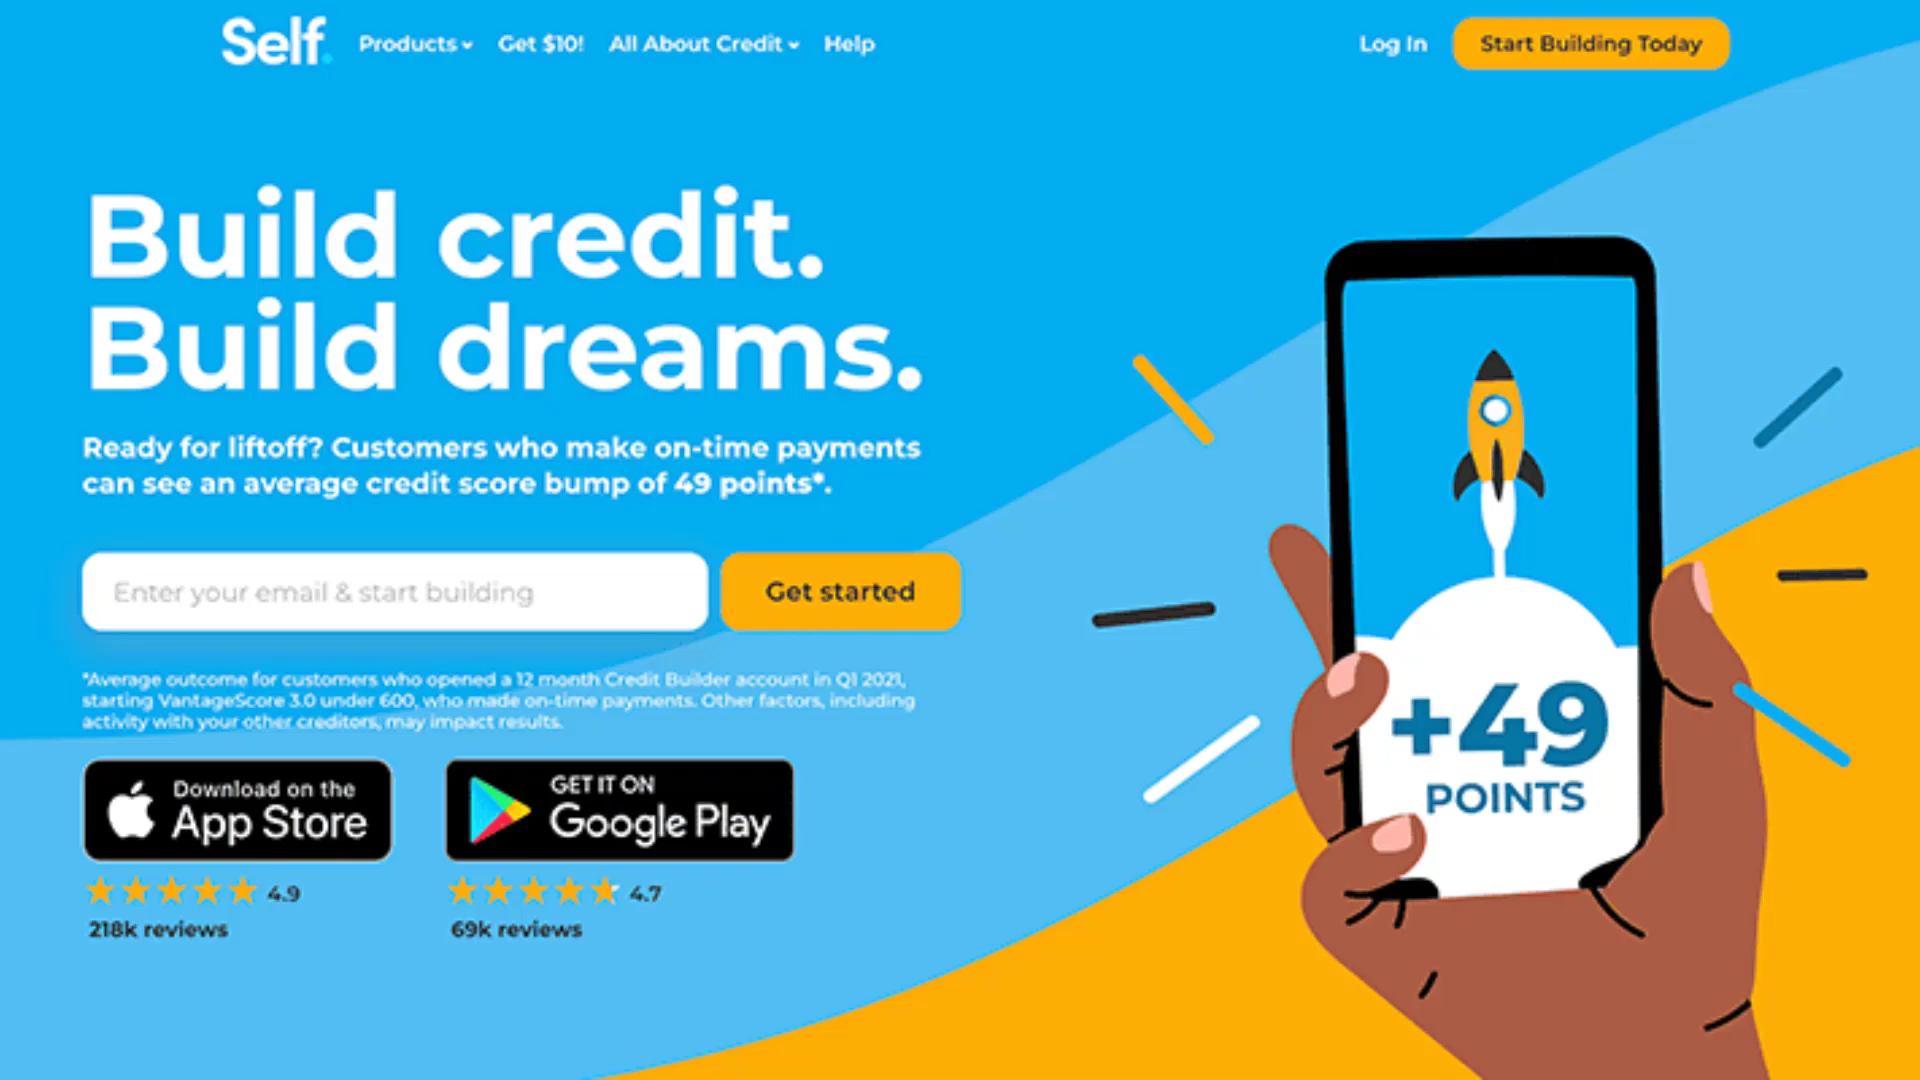 Self.
Products
Get $10!
All About Credit
Help
Log In
Start Building Today
Build credit.
Build dreams.
Ready for liftoff? Customers who make on-time payments
can see an average credit score bump of 49 points*.
Enter your email & start building
Get started
*Average outcome for customers who opened a 12 month Credit Builder account in Q1 2021,
starting VantageScore 3.0 under 600, who made on-time payments. Other factors, including
activity with your other creditors, may impact results.
Download on the
App Store
GET IT ON
Google Play
4.9
218k reviews
4.7
69k reviews
+49
POINTS